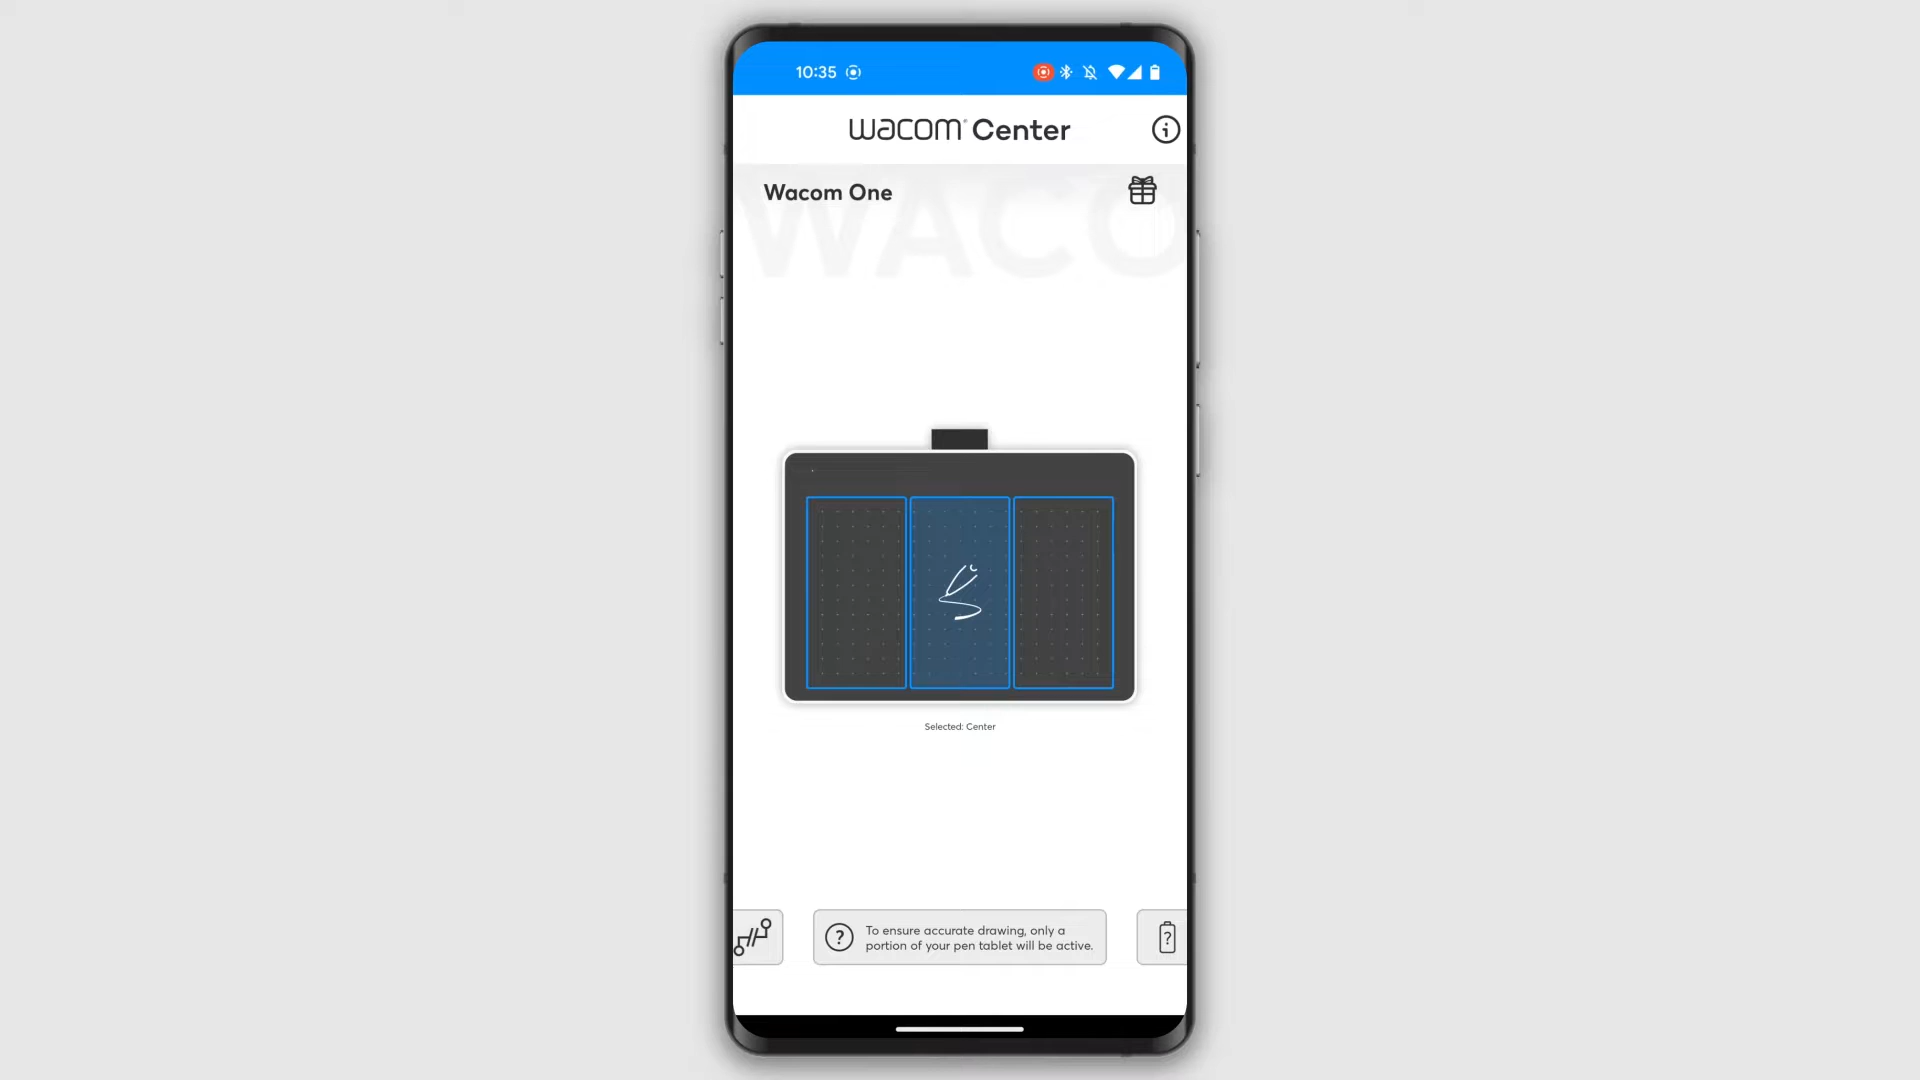 10:35
wacom Center
Wacom One
WACO
Selected: Center
To ensure accurate drawing, only a
portion of your pen tablet will be active.